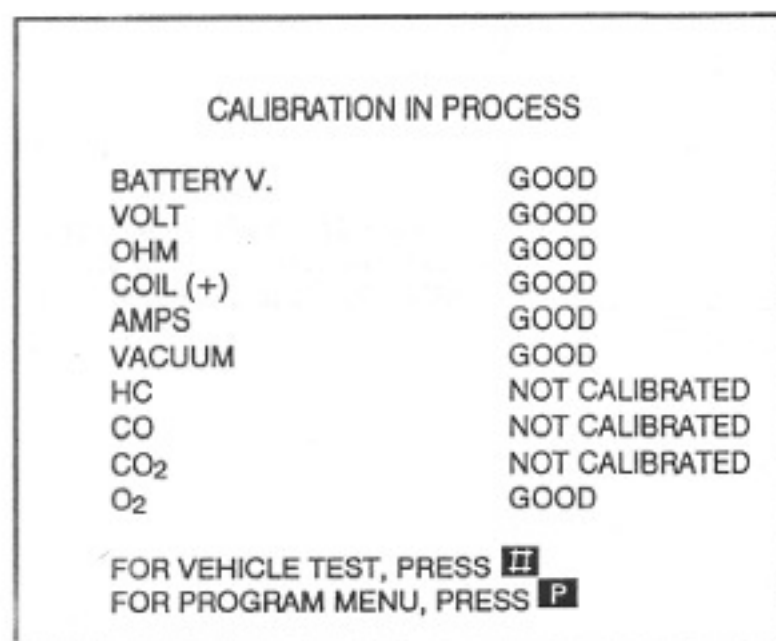 CALIBRATION IN PROCESS
BATTERY V. GOOD
VOLT GOOD
OHM GOOD
COIL (+) GOOD
AMPS GOOD
VACUUM GOOD
HC NOT CALIBRATED
CO NOT CALIBRATED
CO2 NOT CALIBRATED
O2 GOOD
FOR VEHICLE TEST, PRESS #
FOR PROGRAM MENU, PRESS P